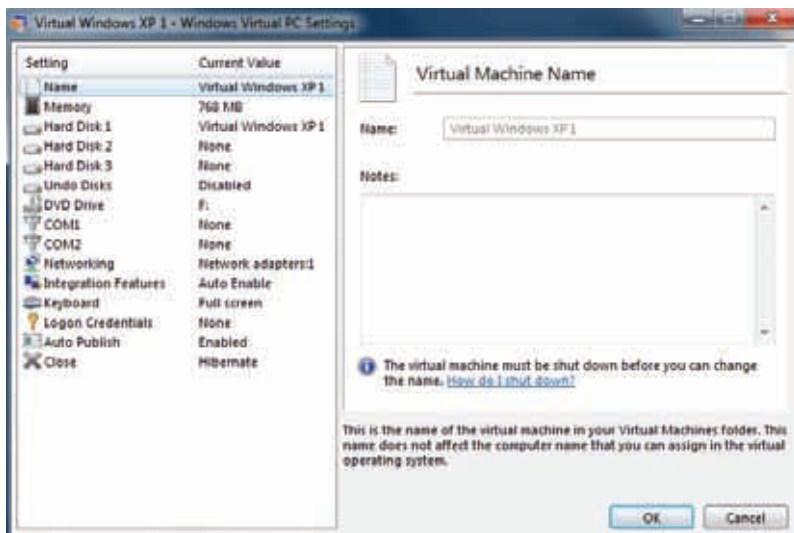 Virtual Windows XP 1 - Windows Virtual PC Settings
Setting Current Value
Name Virtual Windows XP 1
Memory 768 MB
Hard Disk 1 Virtual Windows XP 1
Hard Disk 2 None
Hard Disk 3 None
Undo Disks Disabled
DVD Drive F:
COM1 None
COM2 None
Networking Network adapters:1
Integration Features Auto Enable
Keyboard Full screen
Logon Credentials None
Auto Publish Enabled
Close Hibernate
Virtual Machine Name
Name: Virtual Windows XP 1
Notes:
The virtual machine must be shut down before you can change
the name. How do I shut down?
This is the name of the virtual machine in your Virtual Machines folder. This
name does not affect the computer name that you can assign in the virtual
operating system.
OK Cancel